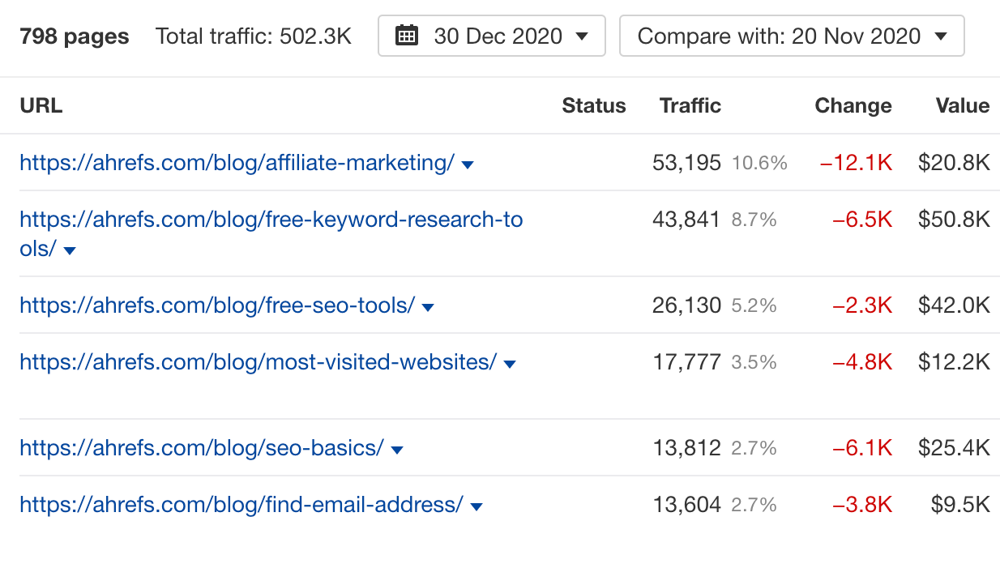 798 pages Total traffic: 502.3K 30 Dec 2020 Compare with: 20 Nov 2020
URL Status Traffic Change Value
https://ahrefs.com/blog/affiliate-marketing/ 53,195 10.6% −12.1K $20.8K
https://ahrefs.com/blog/free-keyword-research-to 43,841 8.7% −6.5K $50.8K
ols/
https://ahrefs.com/blog/free-seo-tools/ 26,130 5.2% −2.3K $42.0K
https://ahrefs.com/blog/most-visited-websites/ 17,777 3.5% −4.8K $12.2K
https://ahrefs.com/blog/seo-basics/ 13,812 2.7% −6.1K $25.4K
https://ahrefs.com/blog/find-email-address/ 13,604 2.7% −3.8K $9.5K